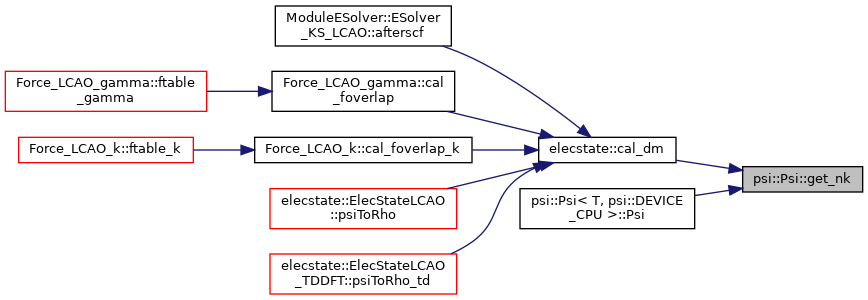 ModuleESolver::ESolver
_KS_LCAO::afterscf
Force_LCAO_gamma::ftable
_gamma
Force_LCAO_gamma::cal
_foverlap
Force_LCAO_k::ftable_k
Force_LCAO_k::cal_foverlap_k
elecstate::cal_dm
psi::Psi::get_nk
elecstate::ElecStateLCAO
::psiToRho
psi::Psi< T, psi::DEVICE
_CPU >::Psi
elecstate::ElecStateLCAO
_TDDFT::psiToRho_td